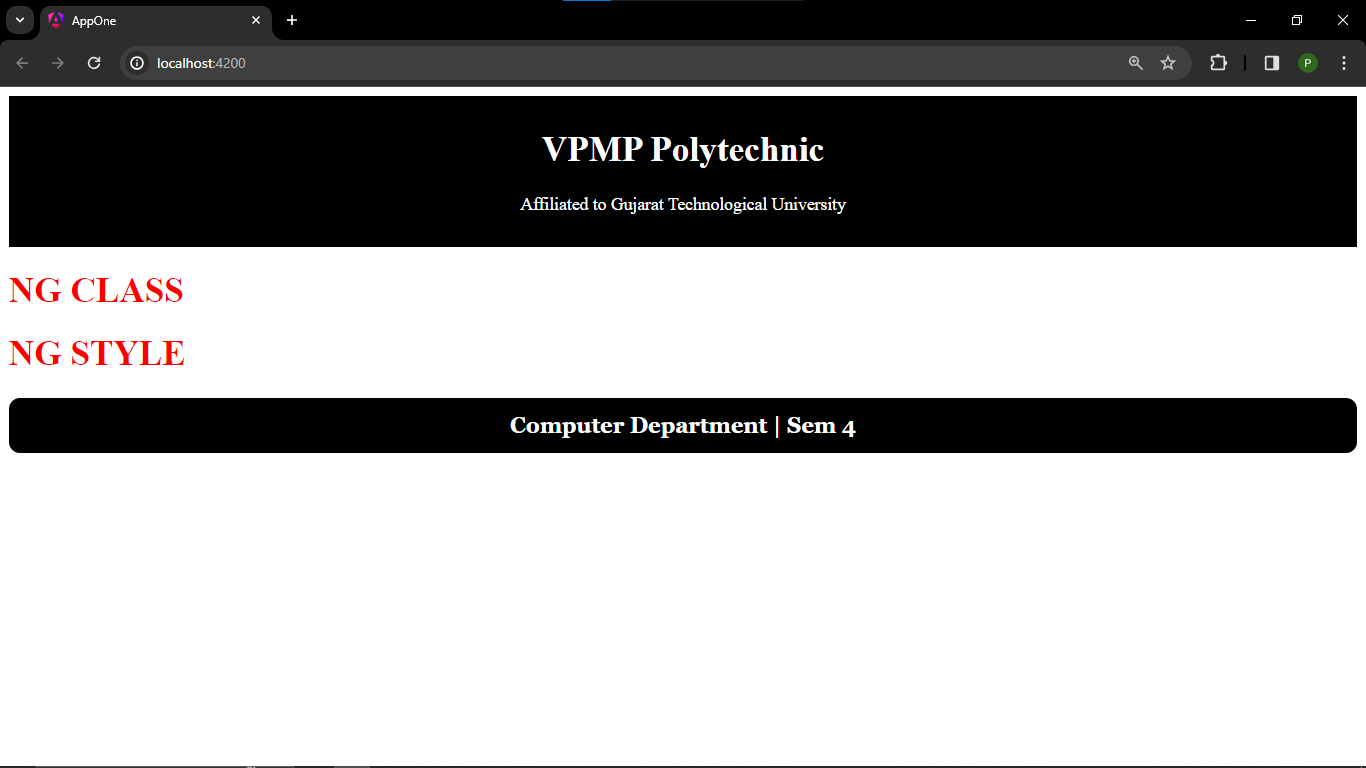 AppOne
localhost:4200
P
VPMP Polytechnic
Affiliated to Gujarat Technological University
NG CLASS
NG STYLE
Computer Department | Sem 4